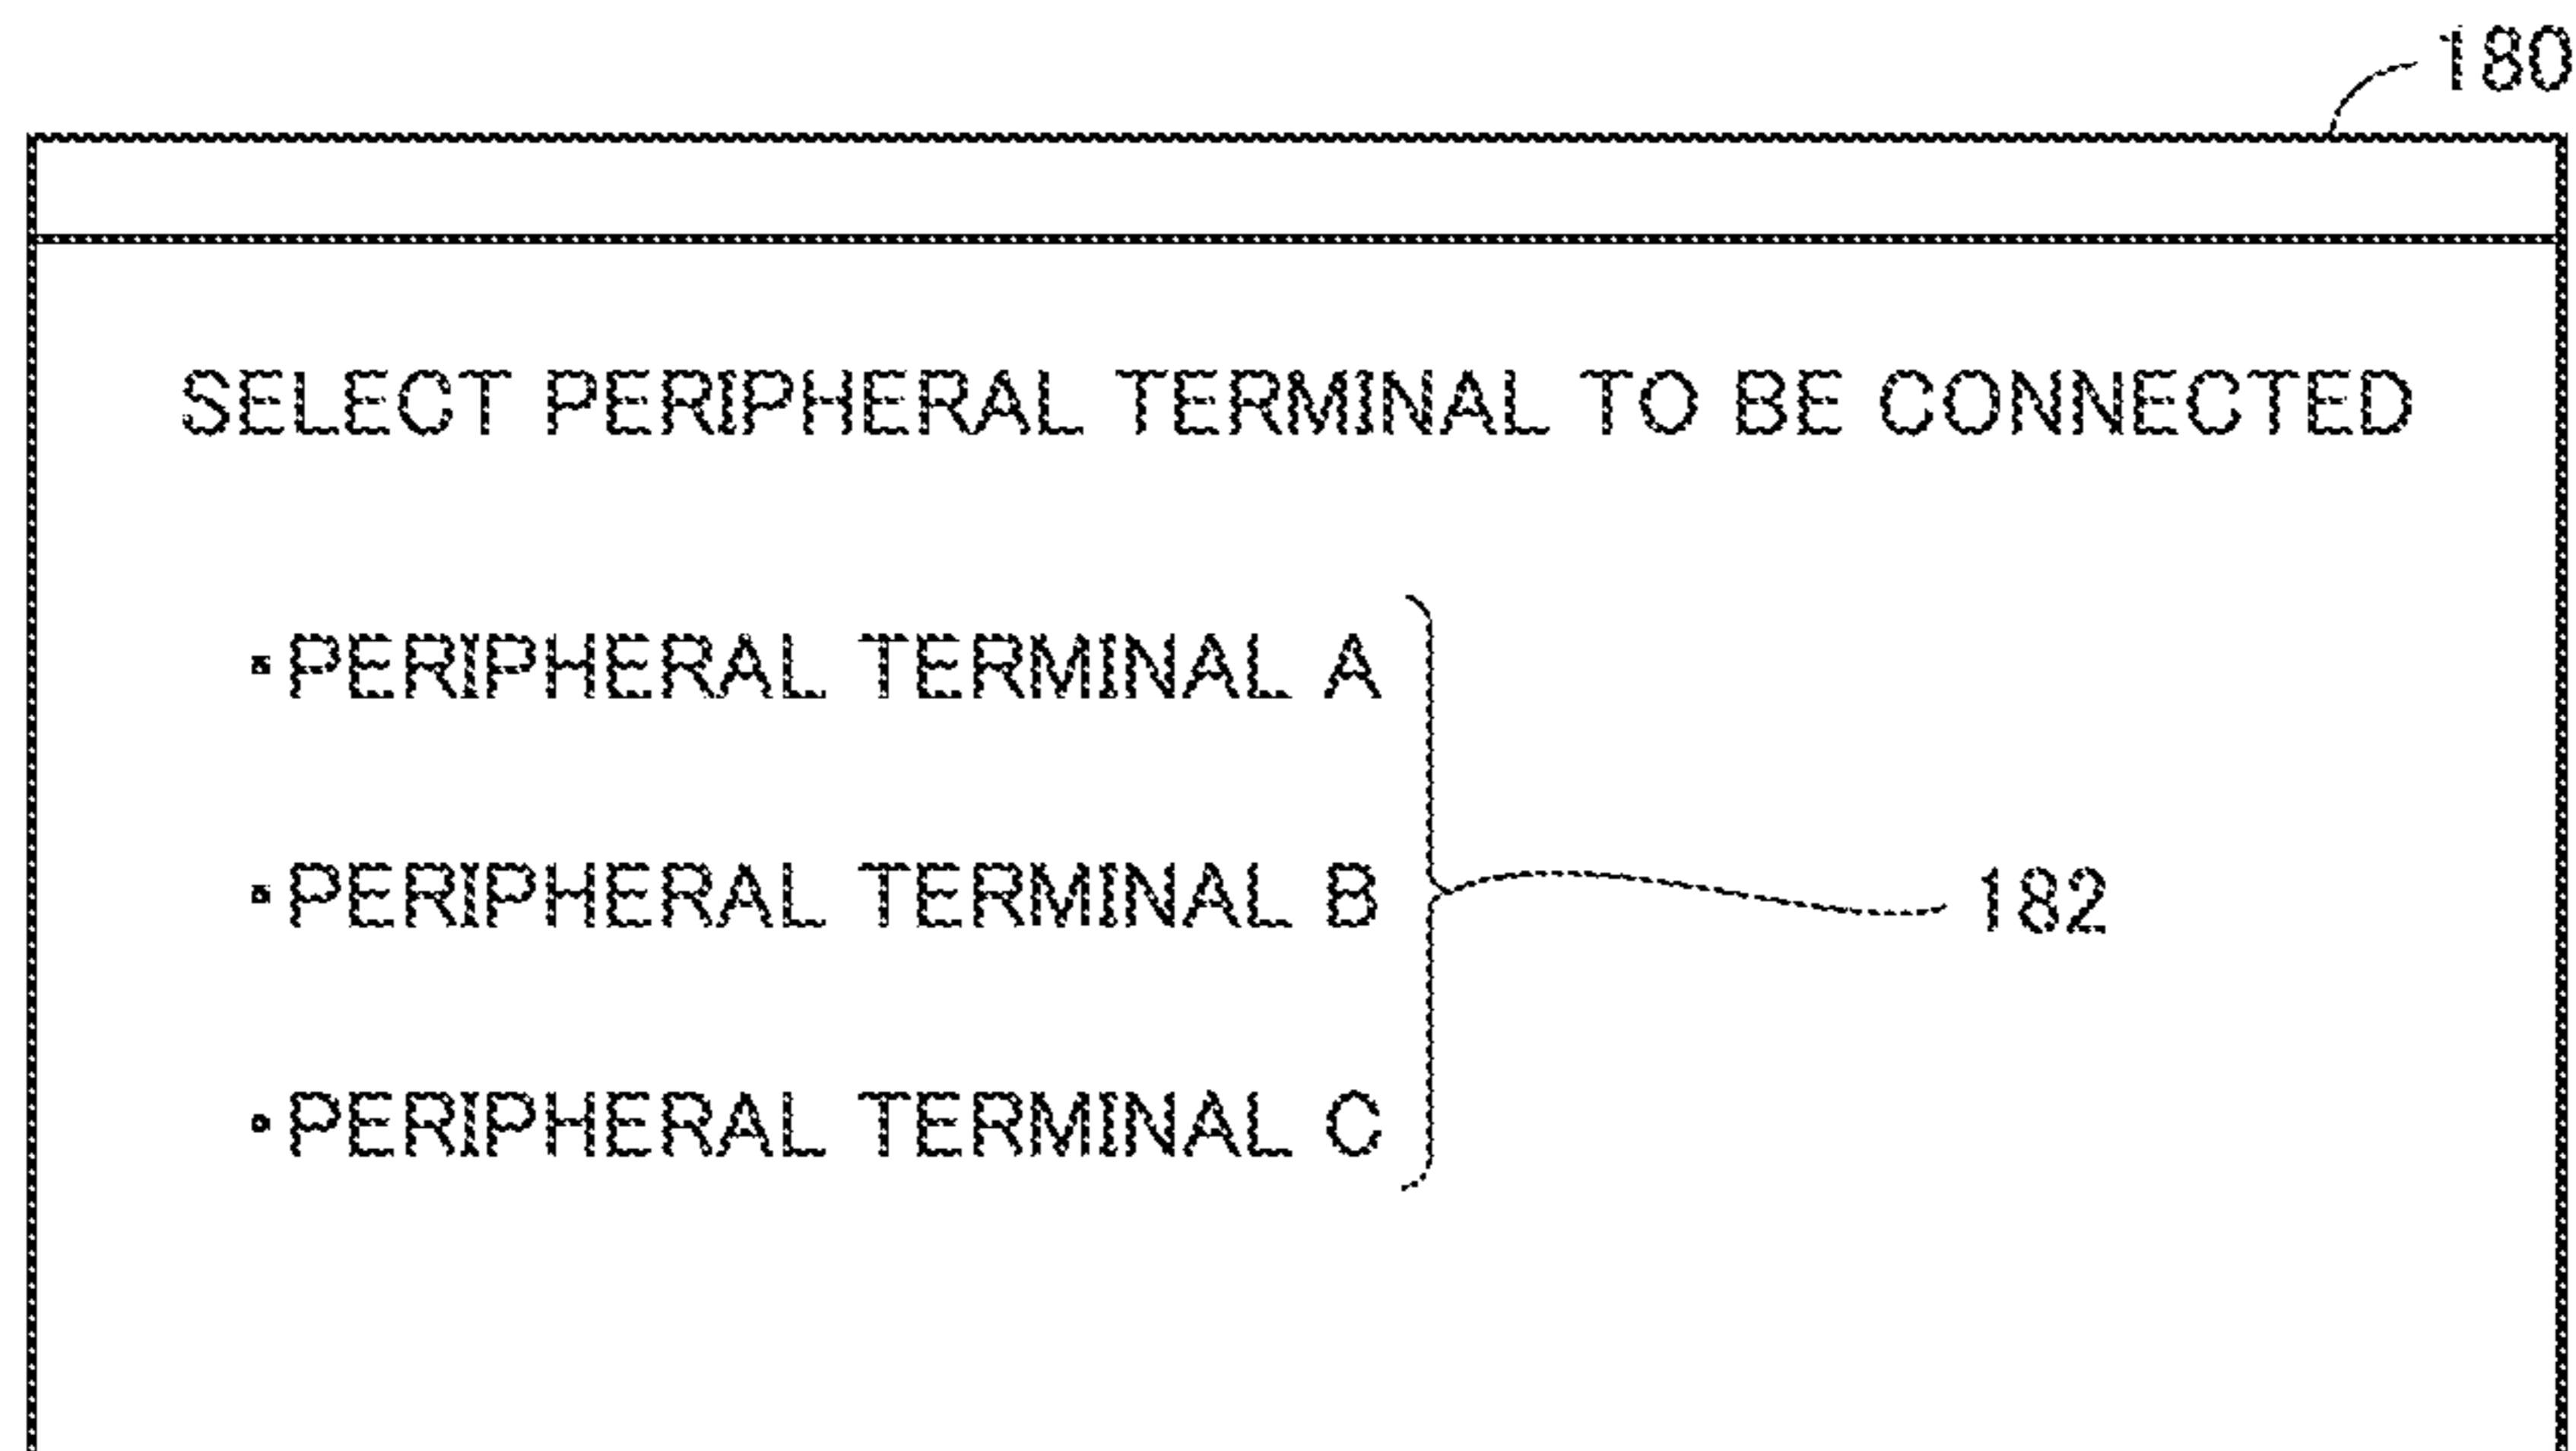 180
SELECT PERIPHERAL TERMINAL TO BE CONNECTED
・PERIPHERAL TERMINAL A
・PERIPHERAL TERMINAL B
182
・PERIPHERAL TERMINAL C